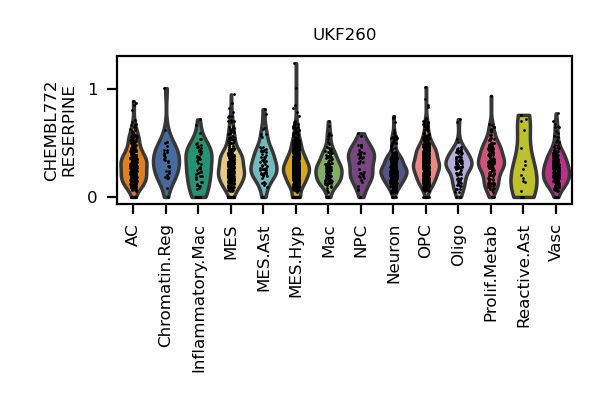 UKF260
CHEMBL772
RESERPINE
1
0
AC
Chromatin.Reg
Inflammatory.Mac
MES
MES.Ast
MES.Hyp
Mac
NPC
Neuron
OPC
Oligo
Prolif.Metab
Reactive.Ast
Vasc